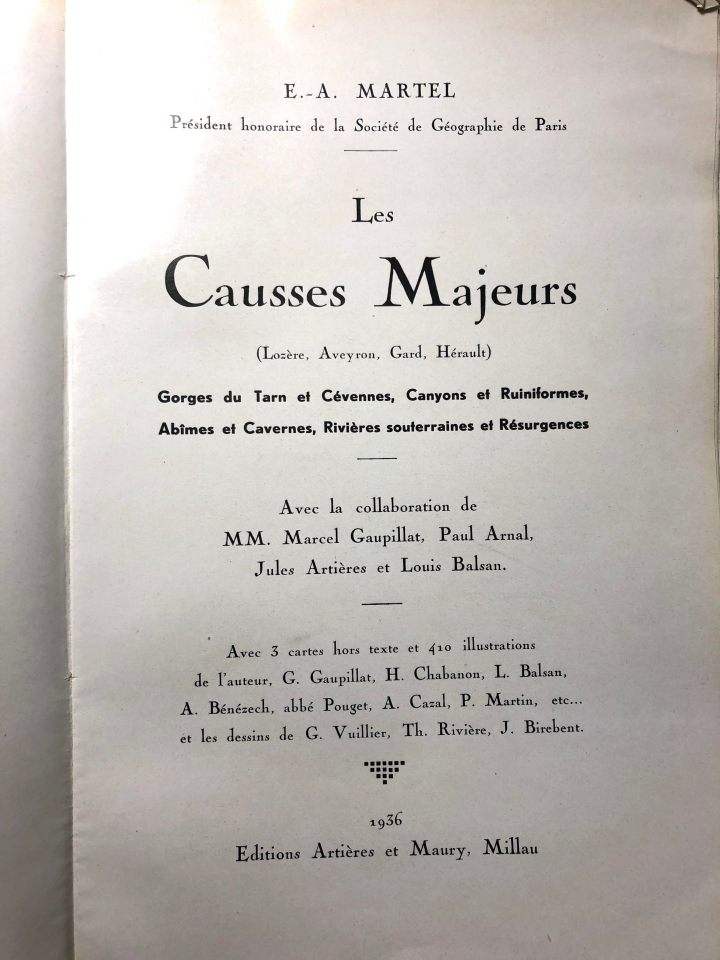 E.-A. MARTEL
Président honoraire de la Société de Géographie de Paris
Les
Causses Majeurs
(Lozère, Aveyron, Gard, Hérault)
Gorges du Tarn et Cévennes, Canyons et Ruiniformes,
Abîmes et Cavernes, Rivières souterraines et Résurgences
Avec la collaboration de
MM. Marcel Gaupillat, Paul Arnal,
Jules Artières et Louis Balsan.
Avec 3 cartes hors texte et 410 illustrations
de l'auteur, G. Gaupillat, H. Chabanon, L. Balsan,
A. Bénézech, abbé Pouget, A. Cazal, P. Martin, etc...
et les dessins de G. Vuillier, Th. Rivière, J. Birebent.
1936
Editions Artières et Maury, Millau